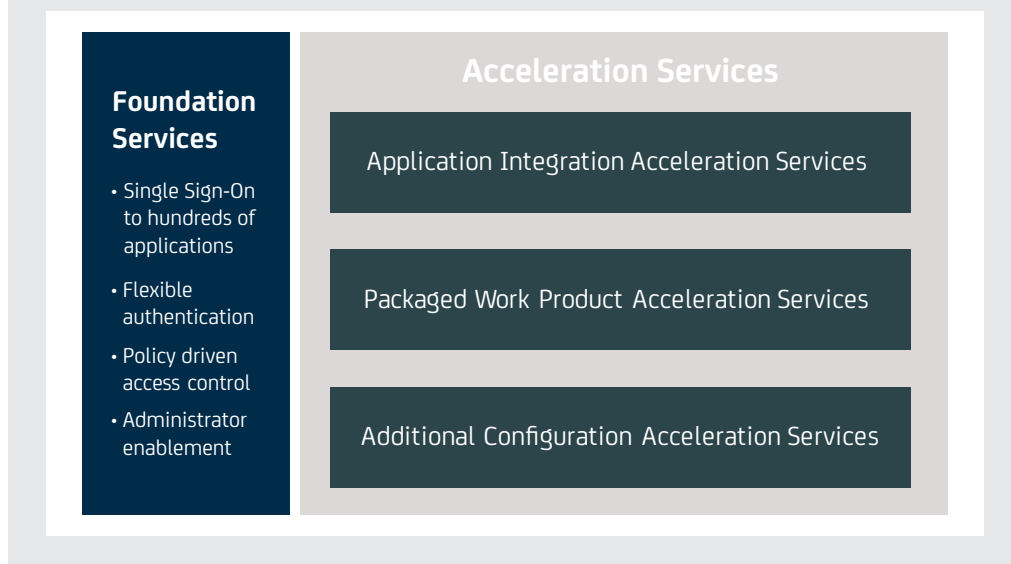 Foundation
Services
• Single Sign-On
to hundreds of
applications
• Flexible
authentication
• Policy driven
access control
• Administrator
enablement
Acceleration Services
Application Integration Acceleration Services
Packaged Work Product Acceleration Services
Additional Configuration Acceleration Services